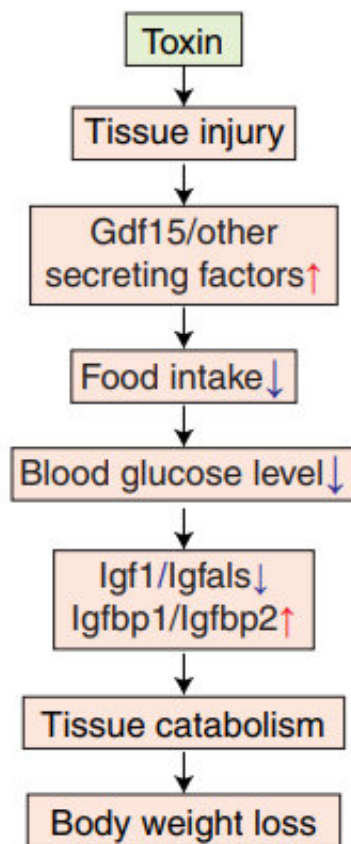 Toxin
Tissue injury
Gdf15/other
secreting factors↑
Food intake↓
Blood glucose level↓
Igf1/Igfals↓
Igfbp1/Igfbp2↑
Tissue catabolism
Body weight loss